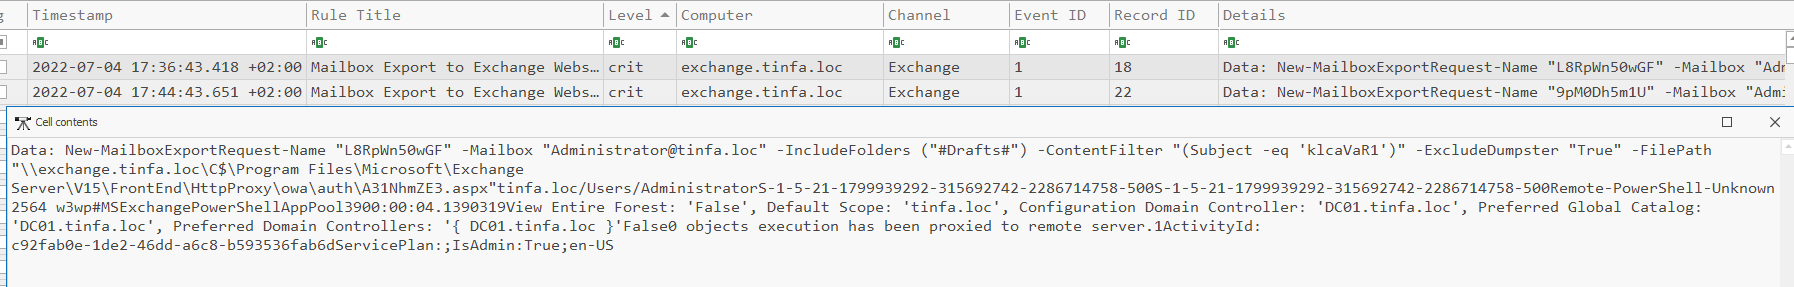 Timestamp Rule Title Level Computer Channel Event ID Record ID Details
2022-07-04 17:36:43.418 +02:00 Mailbox Export to Exchange Webs… crit exchange.tinfa.loc Exchange 1 18 Data: New-MailboxExportRequest-Name "L8RpWn50wGF" -Mailbox "Adm
2022-07-04 17:44:43.651 +02:00 Mailbox Export to Exchange Webs… crit exchange.tinfa.loc Exchange 1 22 Data: New-MailboxExportRequest-Name "9pM0Dh5m1U" -Mailbox "Admi
Cell contents
Data: New-MailboxExportRequest-Name "L8RpWn50wGF" -Mailbox "Administrator@tinfa.loc" -IncludeFolders ("#Drafts#") -ContentFilter "(Subject -eq 'klcaVaR1')" -ExcludeDumpster "True" -FilePath
"\\exchange.tinfa.loc\C$\Program Files\Microsoft\Exchange
Server\V15\FrontEnd\HttpProxy\owa\auth\A31NhmZE3.aspx"tinfa.loc/Users/AdministratorS-1-5-21-1799939292-315692742-2286714758-500S-1-5-21-1799939292-315692742-2286714758-500Remote-PowerShell-Unknown
2564 w3wp#MSExchangePowerShellAppPool3900:00:04.1390319View Entire Forest: 'False', Default Scope: 'tinfa.loc', Configuration Domain Controller: 'DC01.tinfa.loc', Preferred Global Catalog:
'DC01.tinfa.loc', Preferred Domain Controllers: '{ DC01.tinfa.loc }'False0 objects execution has been proxied to remote server.1ActivityId:
c92fab0e-1de2-46dd-a6c8-b593536fab6dServicePlan:;IsAdmin:True;en-US